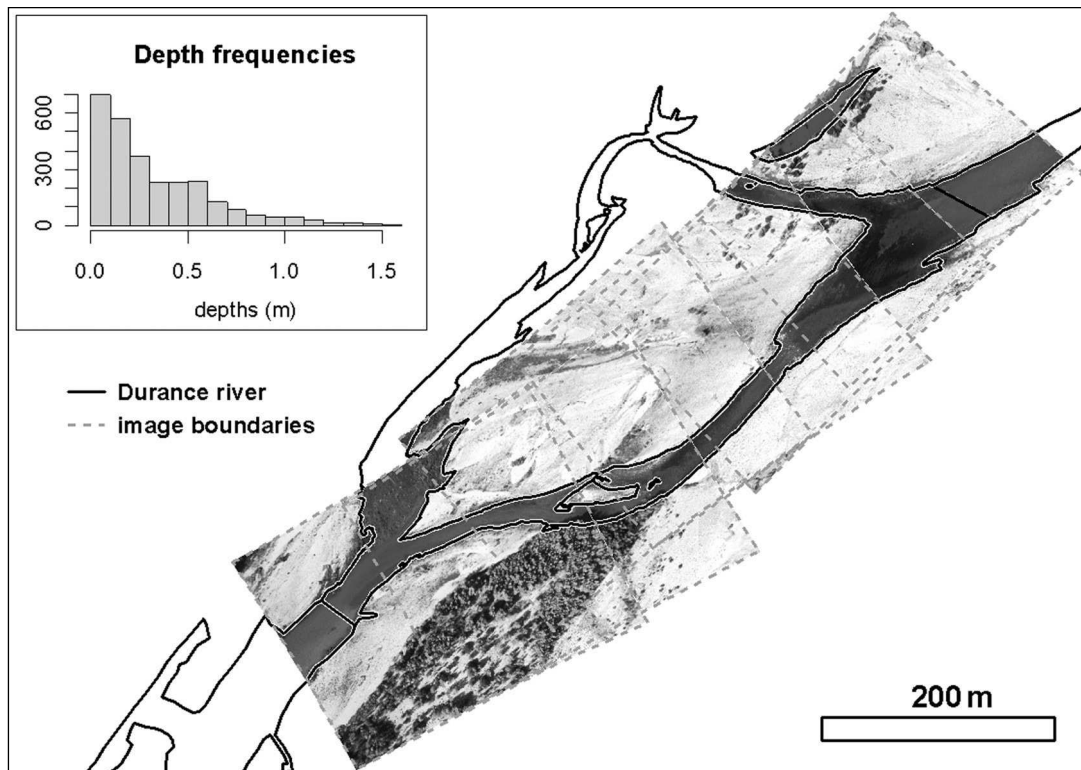 Depth frequencies
600
300
0
0.0 0.5 1.0 1.5
depths (m)
Durance river
image boundaries
200 m